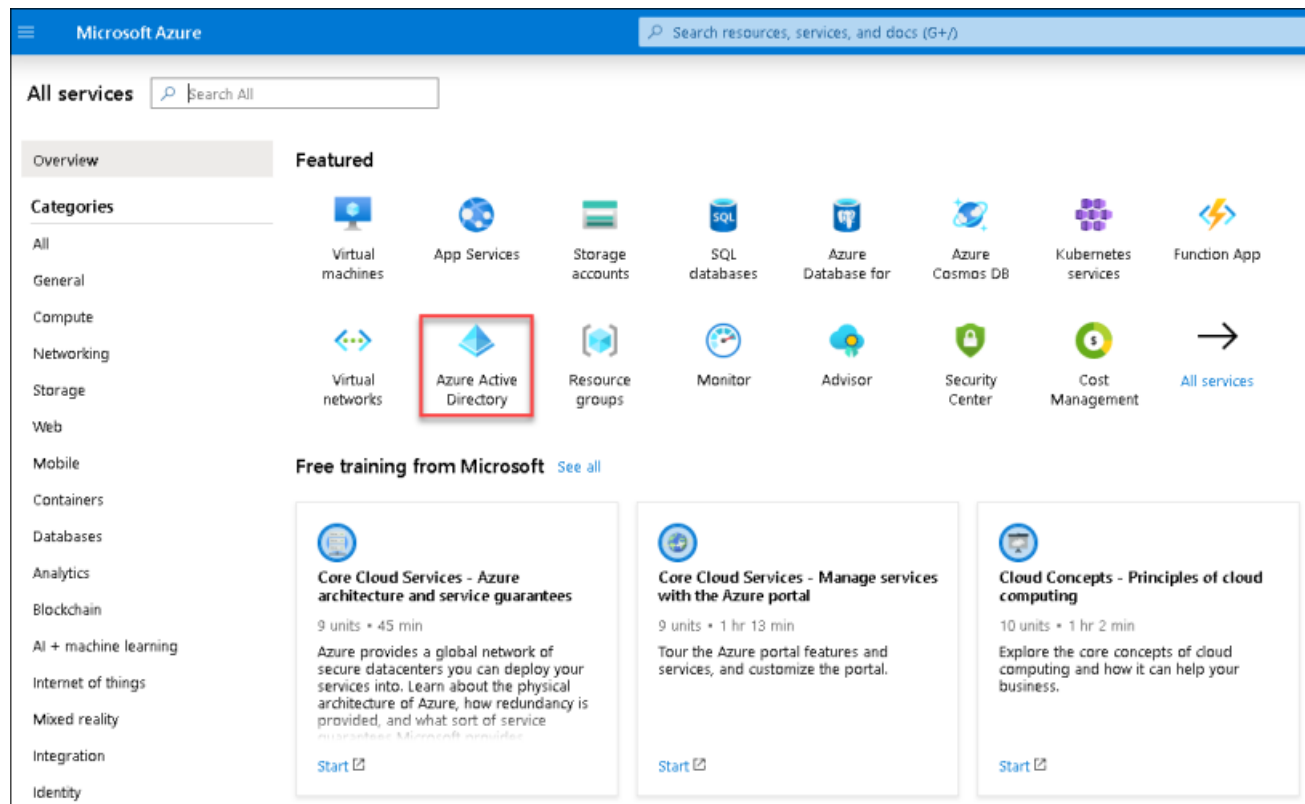 Microsoft Azure
Search resources, services, and docs (G+/)
All services
Search All
Overview
Categories
All
General
Compute
Networking
Storage
Web
Mobile
Containers
Databases
Analytics
Blockchain
AI + machine learning
Internet of things
Mixed reality
Integration
Identity
Featured
SQL
Virtual
machines
App Services
Storage
accounts
SQL
databases
Azure
Database for
Azure
Cosmos DB
Kubernetes
services
Function App
Virtual
networks
Azure Active
Directory
Resource
groups
Monitor
Advisor
Security
Center
$
Cost
Management
All services
Free training from Microsoft See all
Core Cloud Services - Azure
architecture and service guarantees
9 units • 45 min
Azure provides a global network of
secure datacenters you can deploy your
services into. Learn about the physical
architecture of Azure, how redundancy is
provided, and what sort of service
guarantees Microsoft provides
Start
Core Cloud Services - Manage services
with the Azure portal
9 units • 1 hr 13 min
Tour the Azure portal features and
services, and customize the portal.
Start
Cloud Concepts - Principles of cloud
computing
10 units • 1 hr 2 min
Explore the core concepts of cloud
computing and how it can help your
business.
Start